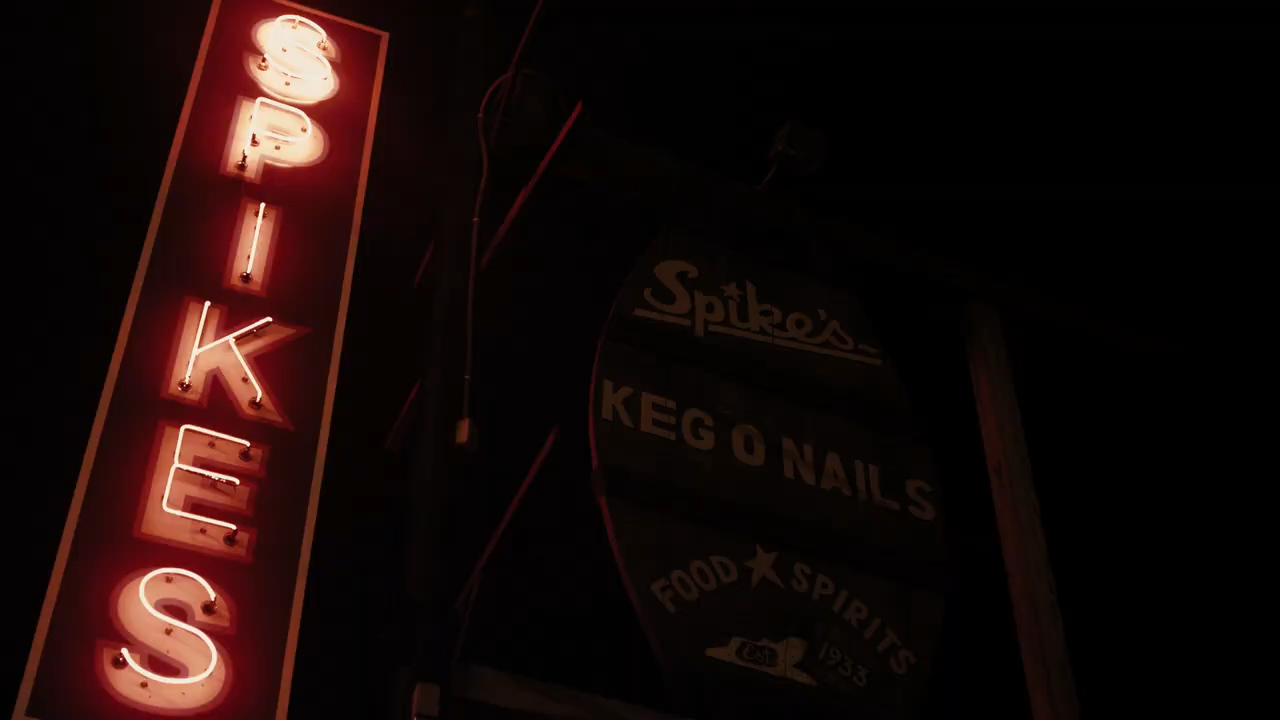 SPIKES
Spike's
KEG O NAILS
FOOD ★ SPIRITS
Est 1933